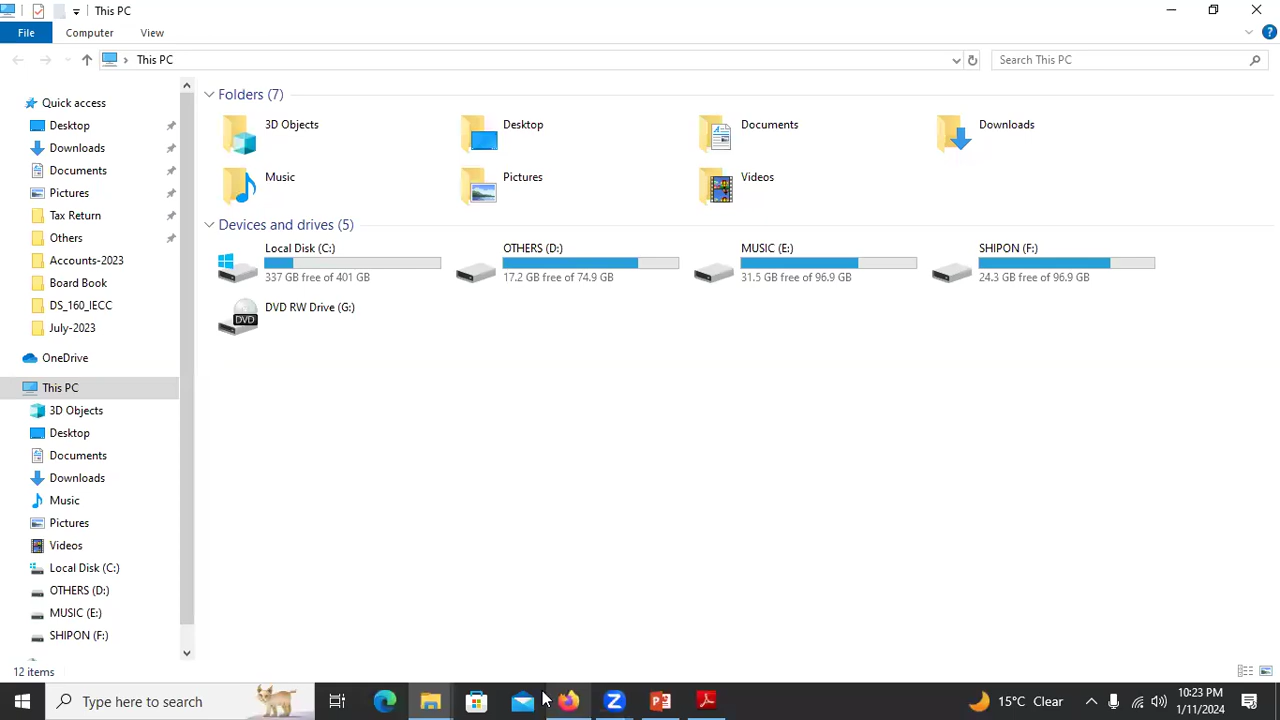 This PC
File
Computer
View
This PC
Search This PC
Quick access
Desktop
Downloads
Documents
Pictures
Tax Return
Others
Accounts-2023
Board Book
DS_160_IECC
July-2023
OneDrive
This PC
3D Objects
Desktop
Documents
Downloads
Music
Pictures
Videos
Local Disk (C:)
OTHERS (D:)
MUSIC (E:)
SHIPON (F:)
Folders (7)
3D Objects
Desktop
Documents
Downloads
Music
Pictures
Videos
Devices and drives (5)
Local Disk (C:)
337 GB free of 401 GB
OTHERS (D:)
17.2 GB free of 74.9 GB
MUSIC (E:)
31.5 GB free of 96.9 GB
SHIPON (F:)
24.3 GB free of 96.9 GB
DVD
DVD RW Drive (G:)
12 items
Type here to search
15°C Clear
10:23 PM
1/11/2024